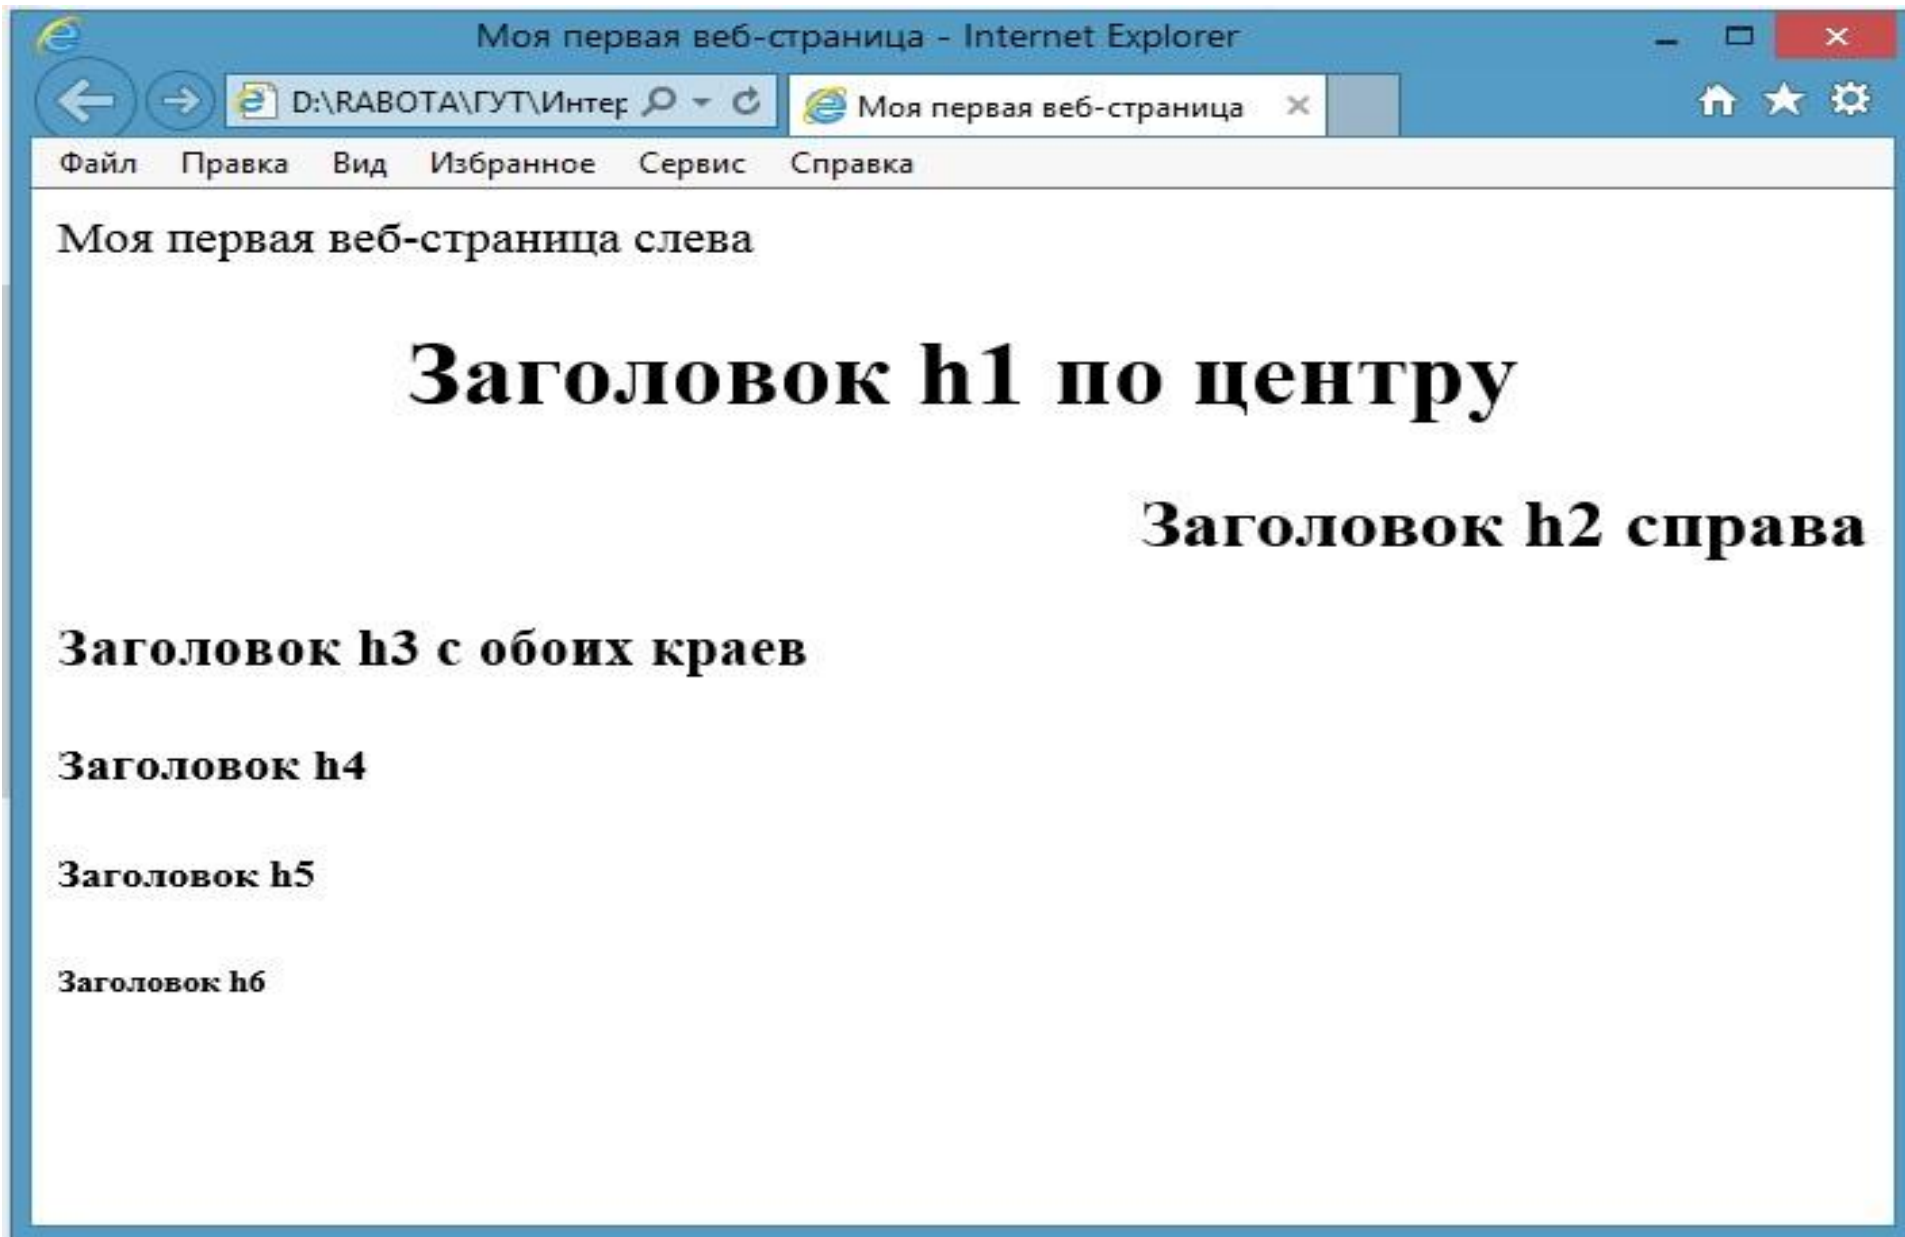 Моя первая веб-страница - Internet Explorer
D:\RABOTA\ГУТ\Интер
Моя первая веб-страница
Файл Правка Вид Избранное Сервис Справка
Моя первая веб-страница слева
Заголовок h1 по центру
Заголовок h2 справа
Заголовок h3 с обоих краев
Заголовок h4
Заголовок h5
Заголовок h6